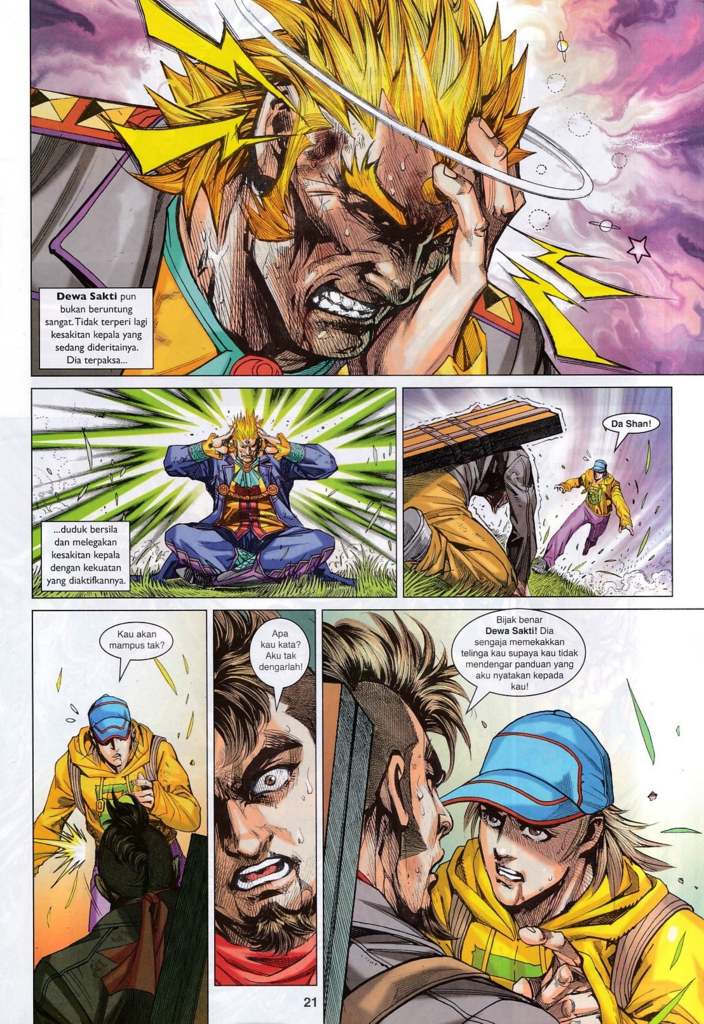 Dewa Sakti pun
bukan beruntung
sangat. Tidak terperi lagi
kesakitan kepala yang
sedang dideritainya.
Dia terpaksa...
...duduk bersila
dan melegakan
kesakitan kepala
dengan kekuatan
yang diaktifkannya.
Da Shan!
Kau akan
mampus tak?
Apa
kau kata?
Aku tak
dengarlah!
Bijak benar
Dewa Sakti! Dia
sengaja memekakkan
telinga kau supaya kau tidak
mendengar panduan yang
aku nyatakan kepada
kau!
21